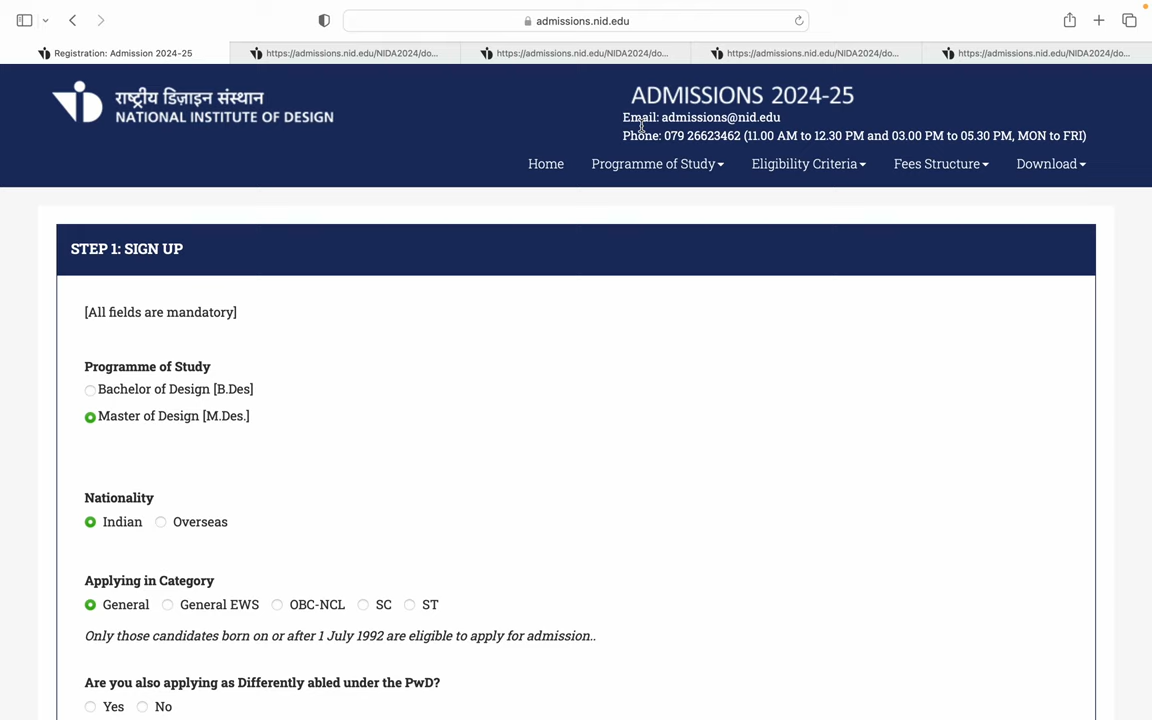 admissions.nid.edu
Registration: Admission 2024-25
https://admissions.nid.edu/NIDA2024/do...
https://admissions.nid.edu/NIDA2024/do...
https://admissions.nid.edu/NIDA2024/do...
https://admissions.nid.edu/NIDA2024/do...
राष्ट्रीय डिज़ाइन संस्थान
NATIONAL INSTITUTE OF DESIGN
ADMISSIONS 2024-25
Email: admissions@nid.edu
Phone: 079 26623462 (11.00 AM to 12.30 PM and 03.00 PM to 05.30 PM, MON to FRI)
Home Programme of Study Eligibility Criteria Fees Structure Download
STEP 1: SIGN UP
[All fields are mandatory]
Programme of Study
Bachelor of Design [B.Des]
Master of Design [M.Des.]
Nationality
Indian Overseas
Applying in Category
General General EWS OBC-NCL SC ST
Only those candidates born on or after 1 July 1992 are eligible to apply for admission..
Are you also applying as Differently abled under the PwD?
Yes No